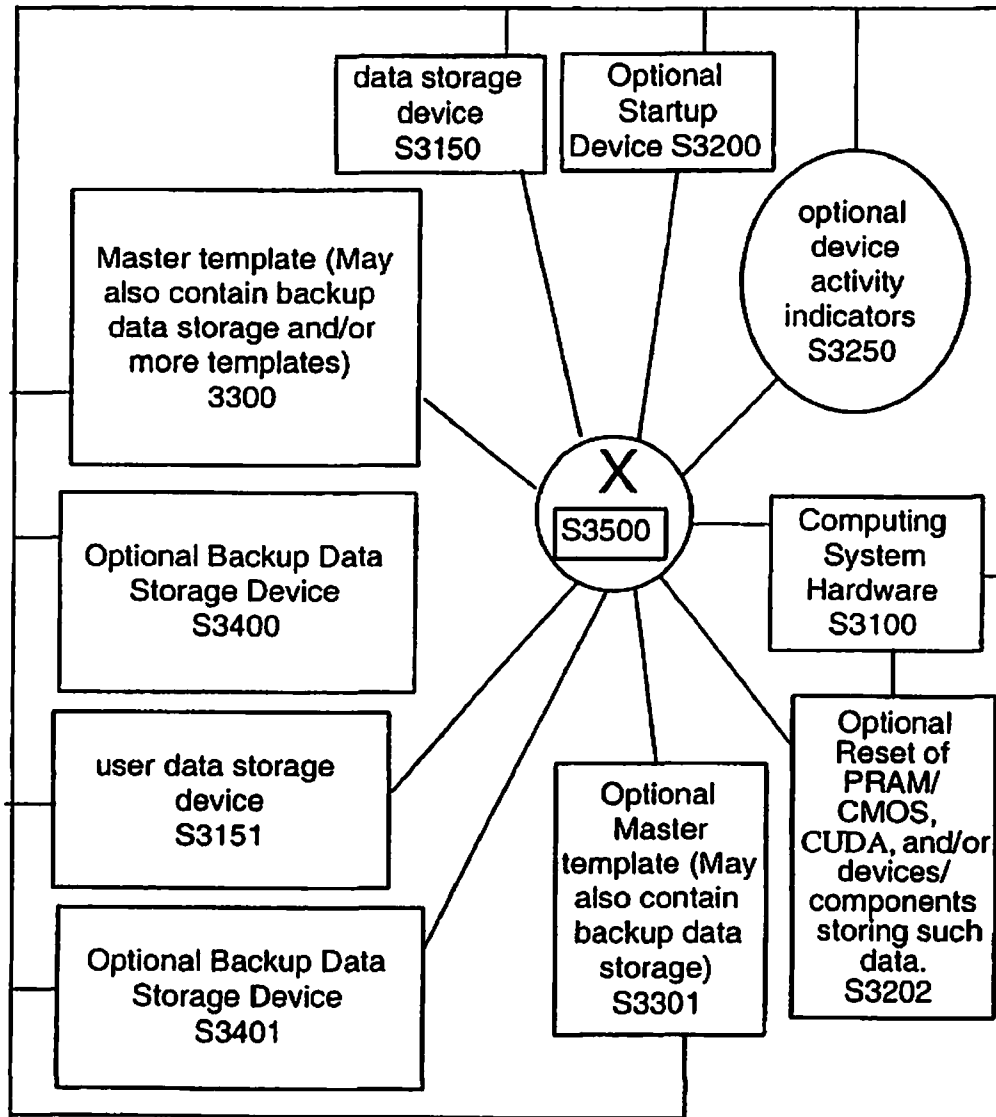 data storage
device
S3150
Optional
Startup
Device S3200
optional
device
activity
indicators
S3250
Master template (May
also contain backup
data storage and/or
more templates)
3300
X
S3500
Computing
System
Hardware
S3100
Optional Backup Data
Storage Device
S3400
user data storage
device
S3151
Optional
Master
template (May
also contain
backup data
storage)
S3301
Optional
Reset of
PRAM/
CMOS,
CUDA, and/or
devices/
components
storing such
data.
S3202
Optional Backup Data
Storage Device
S3401